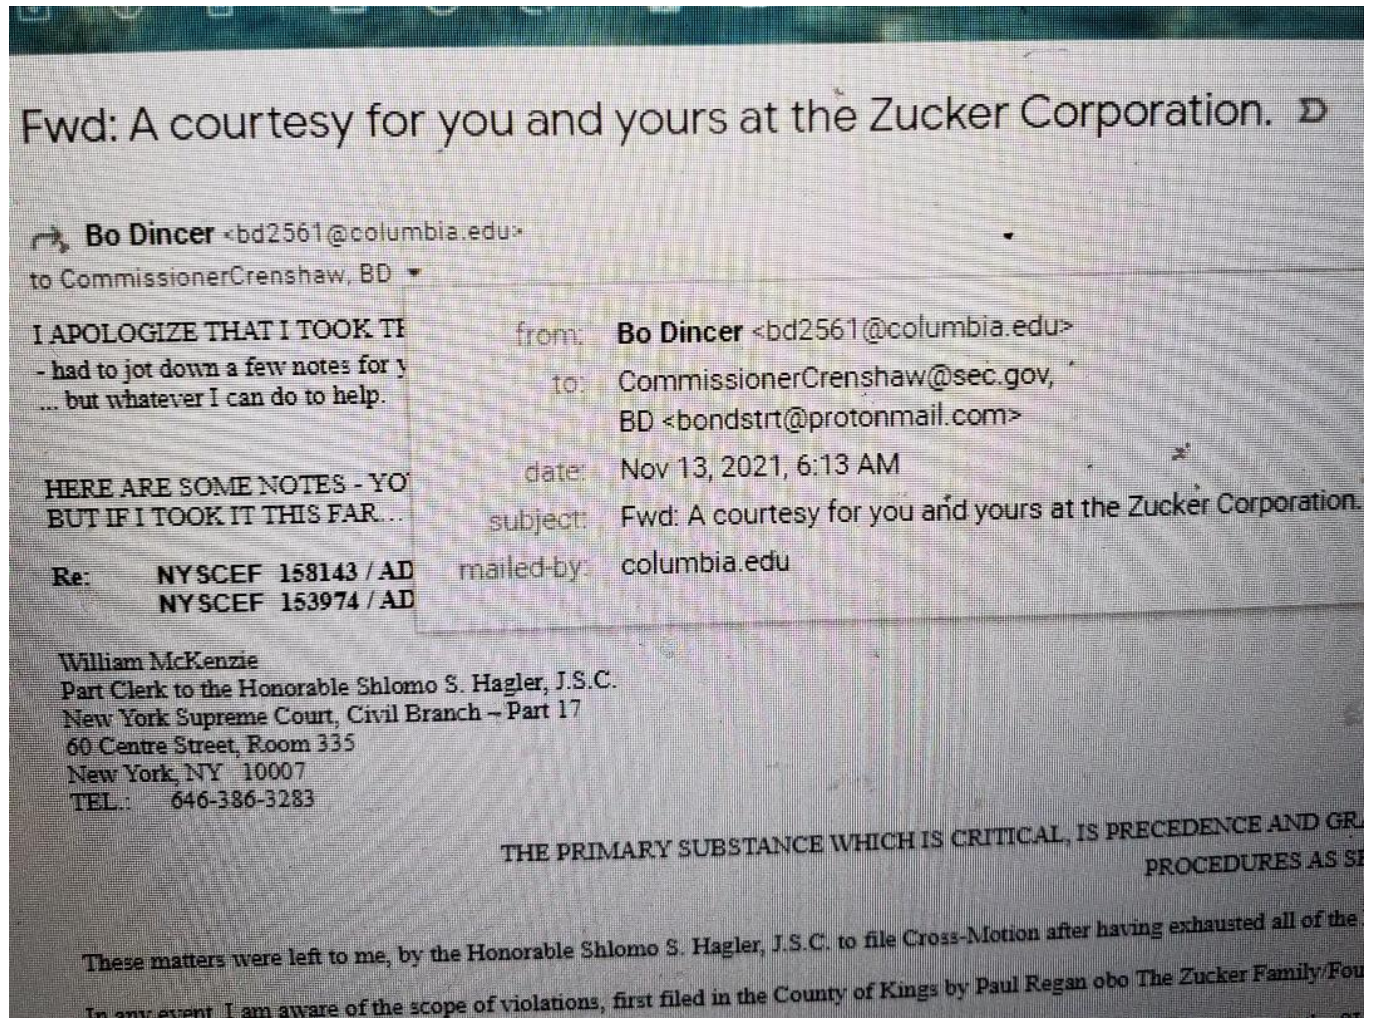 Fwd: A courtesy for you and yours at the Zucker Corporation.
Bo Dincer <bd2561@columbia.edu>
to CommissionerCrenshaw, BD
I APOLOGIZE THAT I TOOK
- had to jot down a few notes for
... but whatever I can do to help.
from: Bo Dincer <bd2561@columbia.edu>
to: CommissionerCrenshaw@sec.gov,
BD <bondstrt@protonmail.com>
date: Nov 13, 2021, 6:13 AM
subject: Fwd: A courtesy for you and yours at the Zucker Corporation.
mailed-by: columbia.edu
HERE ARE SOME NOTES -
BUT IF I TOOK IT THIS FAR...
Re: NYSCEF 158143 / AD
NYSCEF 153974 / AD
William McKenzie
Part Clerk to the Honorable Shlomo S. Hagler, J.S.C.
New York Supreme Court, Civil Branch – Part 17
60 Centre Street, Room 335
New York, NY 10007
TEL.: 646-386-3283
THE PRIMARY SUBSTANCE WHICH IS CRITICAL, IS PRECEDENCE AND
PROCEDURES AS
These matters were left to me, by the Honorable Shlomo S. Hagler, J.S.C. to file Cross-Motion after having exhausted all of the
In any event, I am aware of the scope of violations, first filed in the County of Kings by Paul Regan obo The Zucker Family/